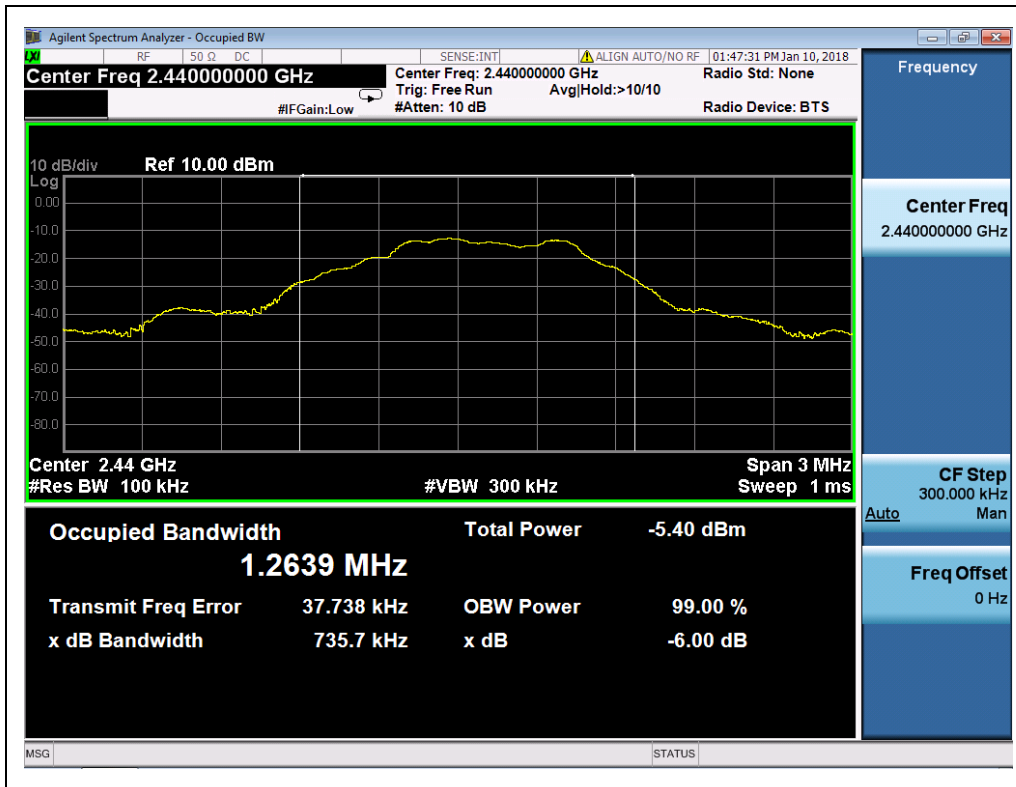 Agilent Spectrum Analyzer - Occupied BW
LXI RF 50 Ω DC SENSE:INT ALIGN AUTO/NO RF 01:47:31 PM Jan 10, 2018
Center Freq 2.440000000 GHz
#IFGain:Low
Center Freq: 2.440000000 GHz
Trig: Free Run Avg|Hold:>10/10
#Atten: 10 dB
Radio Std: None
Radio Device: BTS
10 dB/div Ref 10.00 dBm
Log
0.00
-10.0
-20.0
-30.0
-40.0
-50.0
-60.0
-70.0
-80.0
Center 2.44 GHz Span 3 MHz
#Res BW 100 kHz #VBW 300 kHz Sweep 1 ms
Occupied Bandwidth Total Power -5.40 dBm
1.2639 MHz
Transmit Freq Error 37.738 kHz OBW Power 99.00 %
x dB Bandwidth 735.7 kHz x dB -6.00 dB
Frequency
Center Freq
2.440000000 GHz
CF Step
300.000 kHz
Auto Man
Freq Offset
0 Hz
MSG STATUS